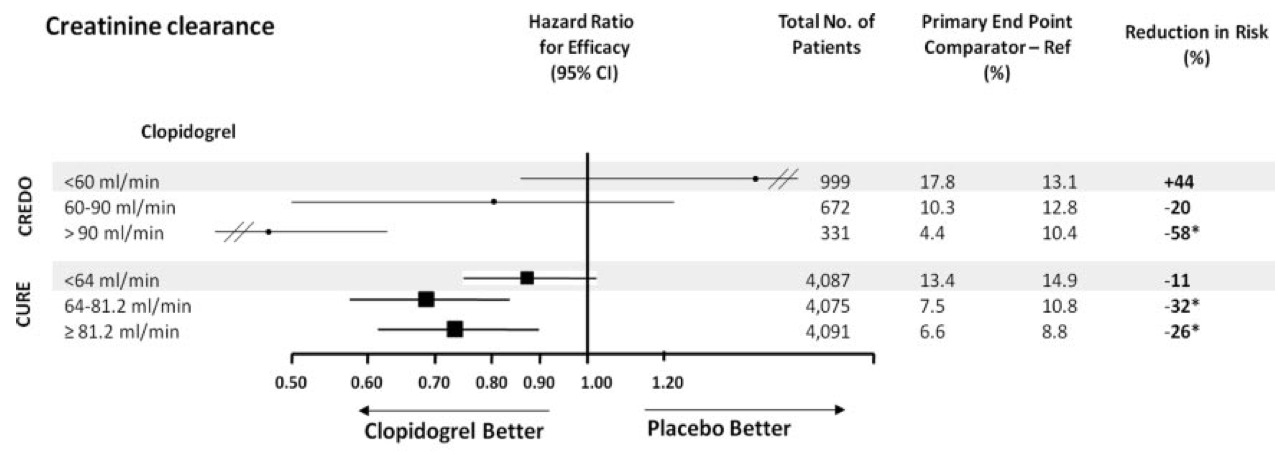 Creatinine clearance
Hazard Ratio for Efficacy (95% CI)
Total No. of Patients
Primary End Point Comparator – Ref (%)
Reduction in Risk (%)
Clopidogrel
CREDO
<60 ml/min 999 17.8 13.1 +44
60-90 ml/min 672 10.3 12.8 -20
> 90 ml/min 331 4.4 10.4 -58*
CURE
<64 ml/min 4,087 13.4 14.9 -11
64-81.2 ml/min 4,075 7.5 10.8 -32*
≥ 81.2 ml/min 4,091 6.6 8.8 -26*
0.50 0.60 0.70 0.80 0.90 1.00 1.20
Clopidogrel Better
Placebo Better